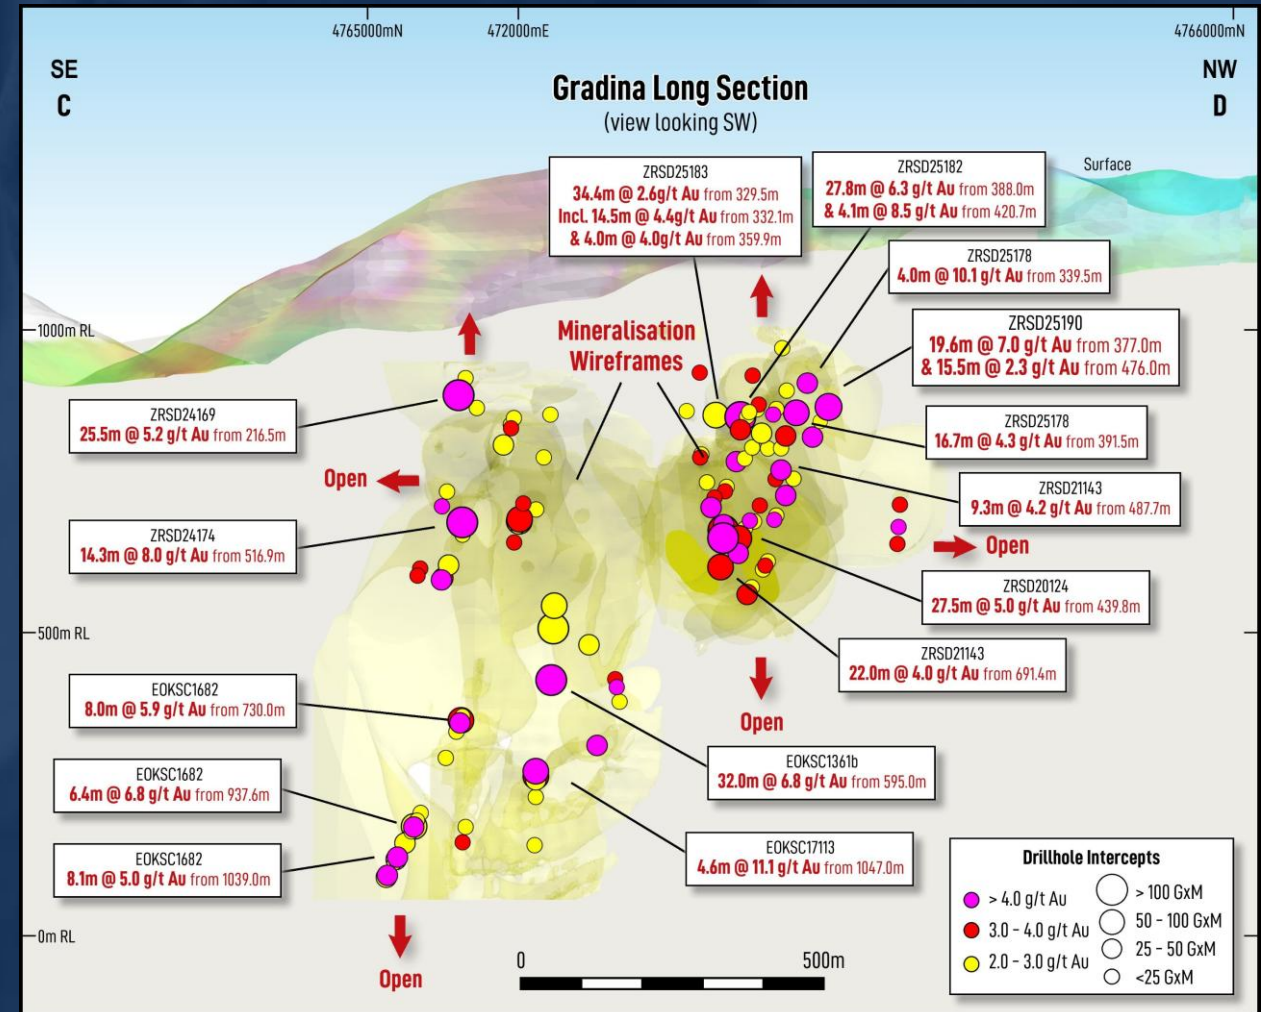 4765000mN
472000mE
4766000mN
SE
C
NW
D
Gradina Long Section
(view looking SW)
Surface
ZRSD25183
34.4m @ 2.6g/t Au from 329.5m
Incl. 14.5m @ 4.4g/t Au from 332.1m
& 4.0m @ 4.0g/t Au from 359.9m
ZRSD25182
27.8m @ 6.3 g/t Au from 388.0m
& 4.1m @ 8.5 g/t Au from 420.7m
ZRSD25178
4.0m @ 10.1 g/t Au from 339.5m
1000m RL
Mineralisation
Wireframes
ZRSD25190
19.6m @ 7.0 g/t Au from 377.0m
& 15.5m @ 2.3 g/t Au from 476.0m
ZRSD24169
25.5m @ 5.2 g/t Au from 216.5m
ZRSD25178
16.7m @ 4.3 g/t Au from 391.5m
Open
ZRSD21143
9.3m @ 4.2 g/t Au from 487.7m
ZRSD24174
14.3m @ 8.0 g/t Au from 516.9m
Open
ZRSD20124
27.5m @ 5.0 g/t Au from 439.8m
500m RL
ZRSD21143
22.0m @ 4.0 g/t Au from 691.4m
EOKSC1682
8.0m @ 5.9 g/t Au from 730.0m
Open
EOKSC1361b
32.0m @ 6.8 g/t Au from 595.0m
EOKSC1682
6.4m @ 6.8 g/t Au from 937.6m
EOKSC17113
4.6m @ 11.1 g/t Au from 1047.0m
EOKSC1682
8.1m @ 5.0 g/t Au from 1039.0m
0m RL
Open
0
500m
Drillhole Intercepts
> 4.0 g/t Au
3.0 - 4.0 g/t Au
2.0 - 3.0 g/t Au
> 100 GxM
50 - 100 GxM
25 - 50 GxM
<25 GxM